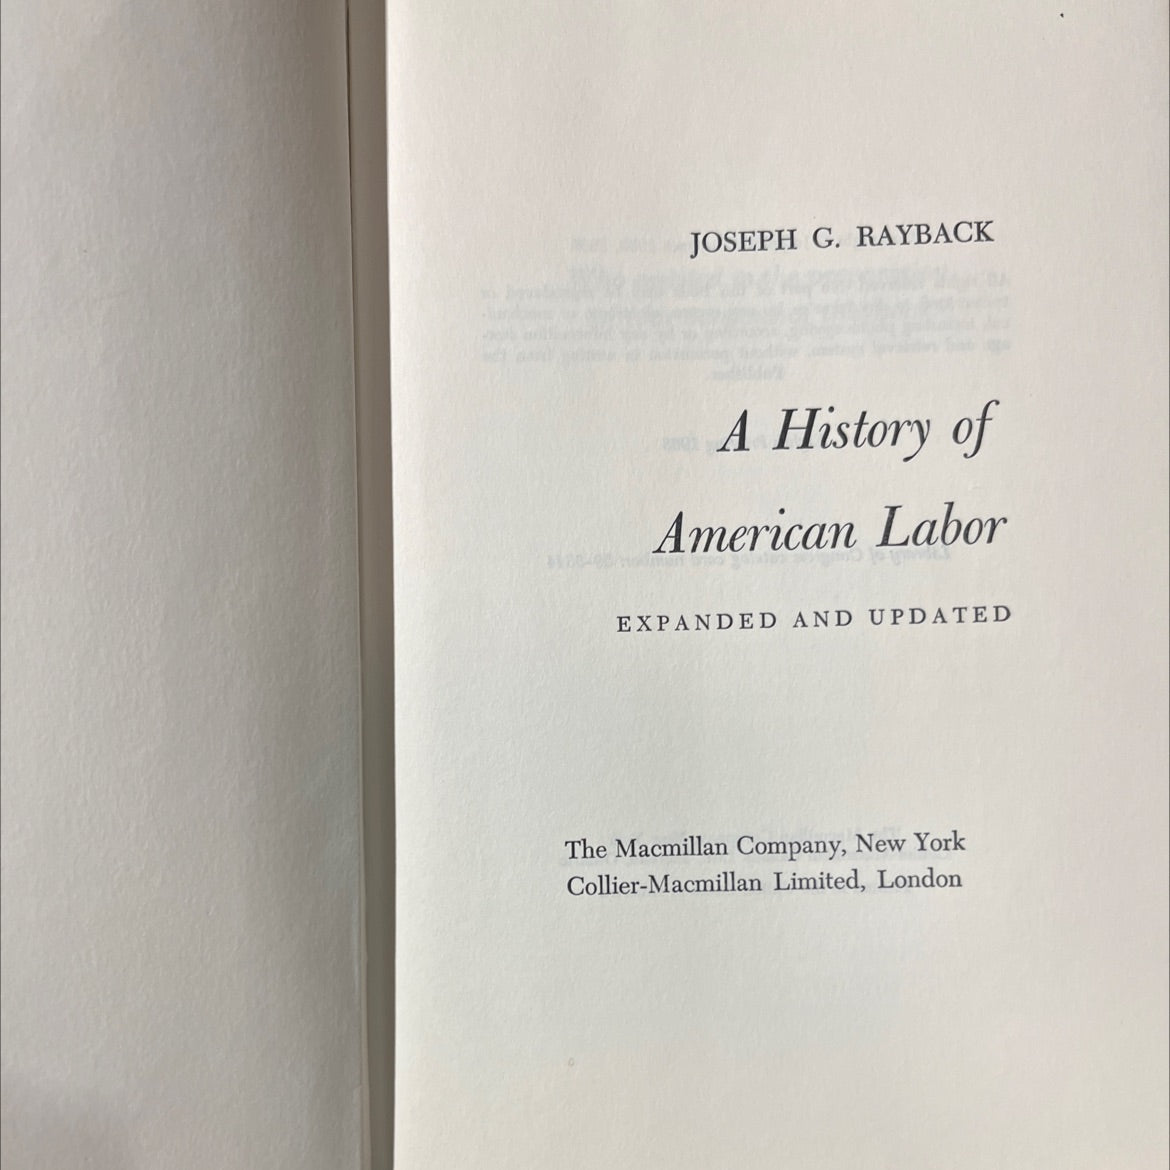 JOSEPH G. RAYBACK
A History of
American Labor
EXPANDED AND UPDATED
The Macmillan Company, New York
Collier-Macmillan Limited, London